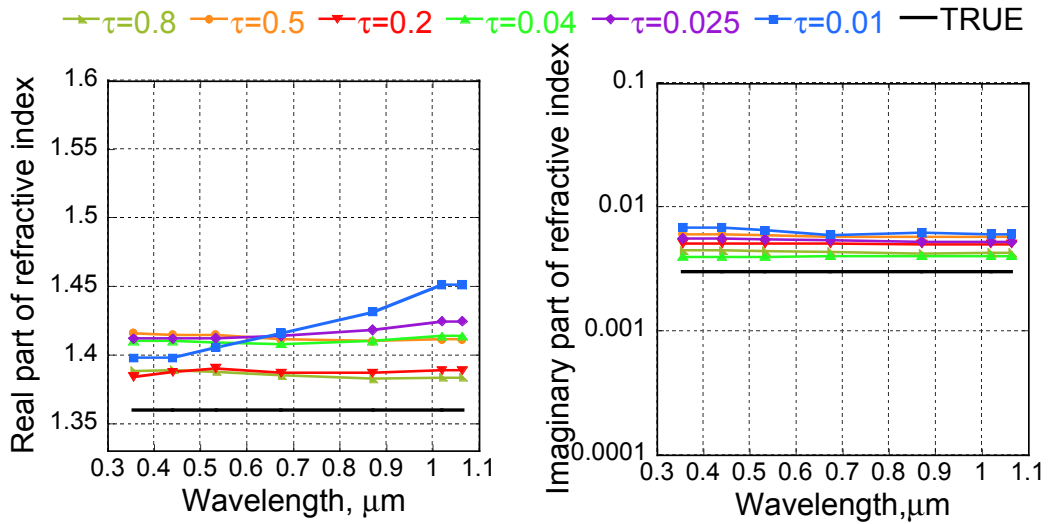 τ=0.8 τ=0.5 τ=0.2 τ=0.04 τ=0.025 τ=0.01 TRUE
Real part of refractive index
1.6
1.55
1.5
1.45
1.4
1.35
0.3 0.4 0.5 0.6 0.7 0.8 0.9 1 1.1
Wavelength, μm
Imaginary part of refractive index
0.1
0.01
0.001
0.0001
0.3 0.4 0.5 0.6 0.7 0.8 0.9 1 1.1
Wavelength,μm